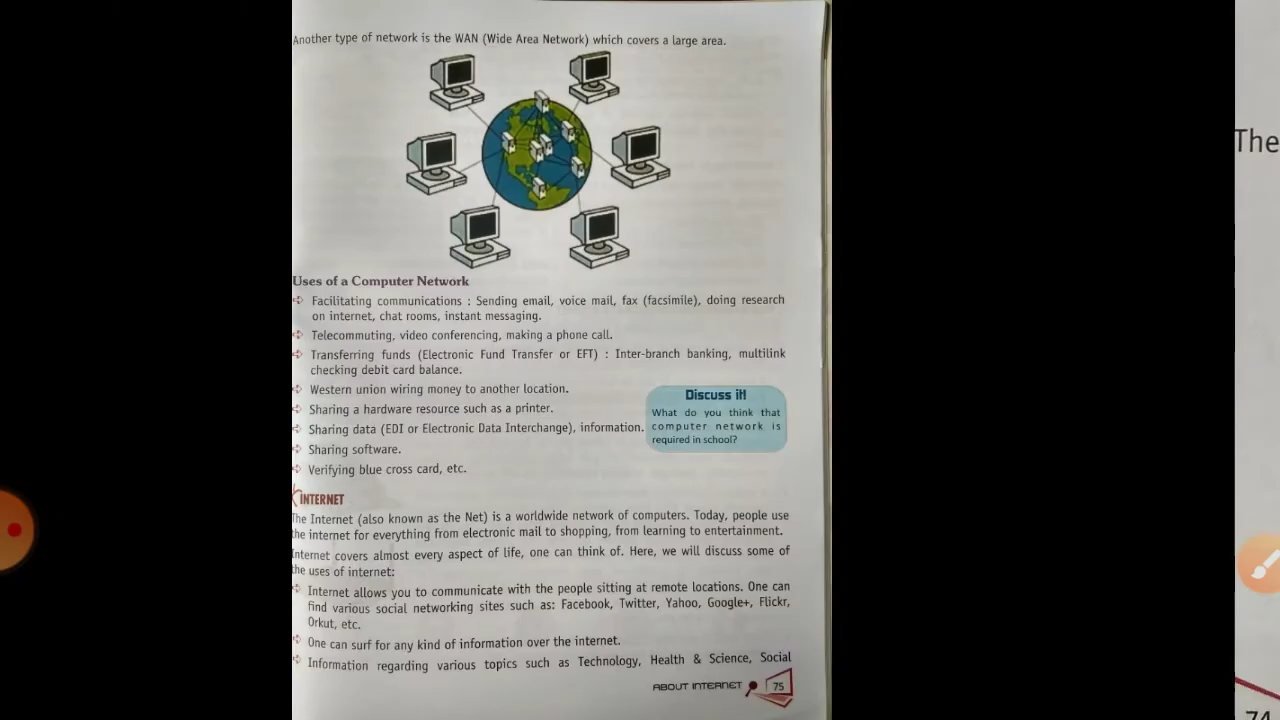 Another type of network is the WAN (Wide Area Network) which covers a large area.
Uses of a Computer Network
Facilitating communications : Sending email, voice mail, fax (facsimile), doing research
on internet, chat rooms, instant messaging.
Telecommuting, video conferencing, making a phone call.
Transferring funds (Electronic Fund Transfer or EFT) : Inter-branch banking, multilink
checking debit card balance.
Western union wiring money to another location.
Sharing a hardware resource such as a printer.
Sharing data (EDI or Electronic Data Interchange), information.
Sharing software.
Verifying blue cross card, etc.
Discuss it!
What do you think that
computer network is
required in school?
INTERNET
The Internet (also known as the Net) is a worldwide network of computers. Today, people use
the internet for everything from electronic mail to shopping, from learning to entertainment.
Internet covers almost every aspect of life, one can think of. Here, we will discuss some of
the uses of internet:
Internet allows you to communicate with the people sitting at remote locations. One can
find various social networking sites such as: Facebook, Twitter, Yahoo, Google+, Flickr,
Orkut, etc.
One can surf for any kind of information over the internet.
Information regarding various topics such as Technology, Health & Science, Social
ABOUT INTERNET 75
The
74